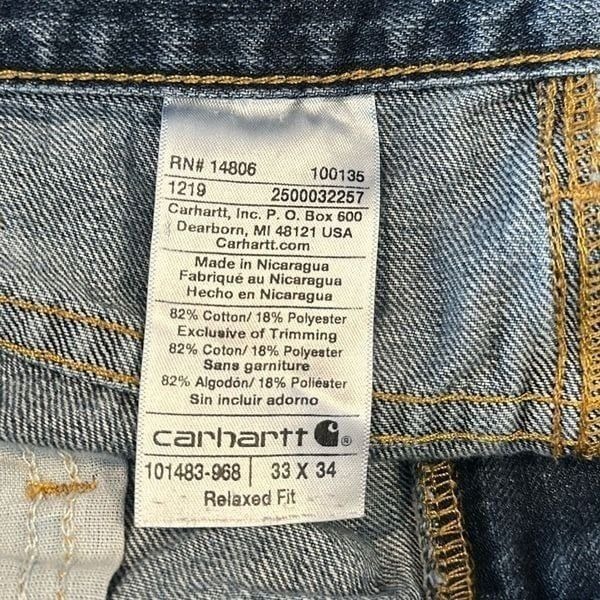 RN# 14806 100135
1219 2500032257
Carhartt, Inc. P. O. Box 600
Dearborn, MI 48121 USA
Carhartt.com
Made in Nicaragua
Fabriqué au Nicaragua
Hecho en Nicaragua
82% Cotton/ 18% Polyester
Exclusive of Trimming
82% Coton/ 18% Polyester
Sans garniture
82% Algodón/ 18% Poliéster
Sin incluir adorno
carhartt ®
101483-968 33 X 34
Relaxed Fit